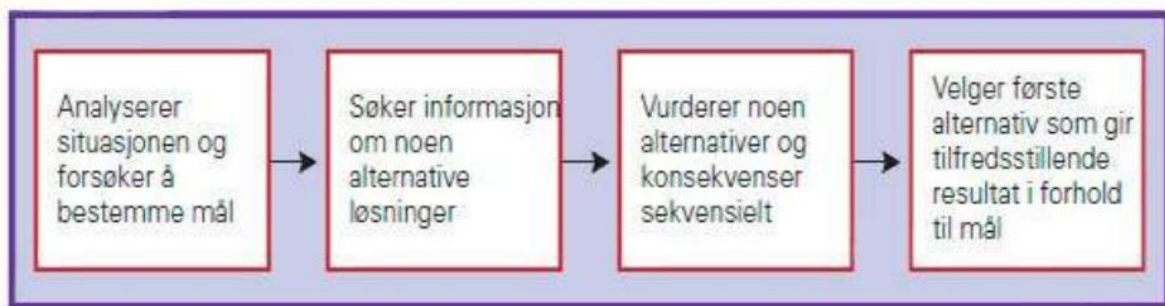 Analyserer
situasjonen og
forsøker å
bestemme mål
Søker informasjon
om noen
alternative
løsninger
Vurderer noen
alternativer og
konsekvenser
sekvensielt
Velger første
alternativ som gir
tilfredsstillende
resultat i forhold
til mål